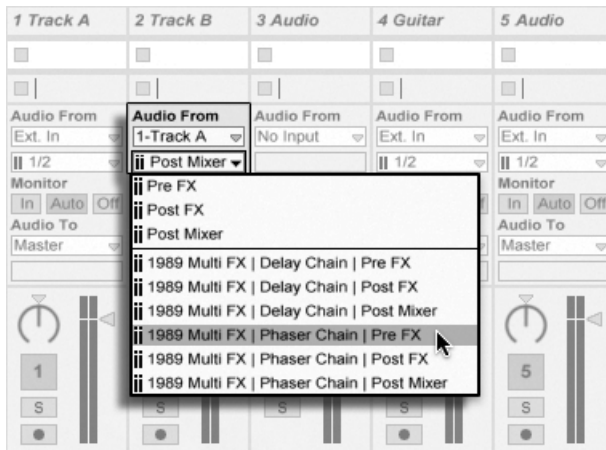 1 Track A 2 Track B 3 Audio 4 Guitar 5 Audio
Audio From Audio From Audio From Audio From Audio From
Ext. In 1-Track A No Input Ext. In Ext. In
1/2 Post Mixer 1/2 1/2
Monitor Pre FX Monitor
In Auto Off Post FX In Auto Off
Audio To Post Mixer Audio To
Master Master
1989 Multi FX | Delay Chain | Pre FX
1989 Multi FX | Delay Chain | Post FX
1989 Multi FX | Delay Chain | Post Mixer
1989 Multi FX | Phaser Chain | Pre FX
1989 Multi FX | Phaser Chain | Post FX
1989 Multi FX | Phaser Chain | Post Mixer
1 5
S S S S S